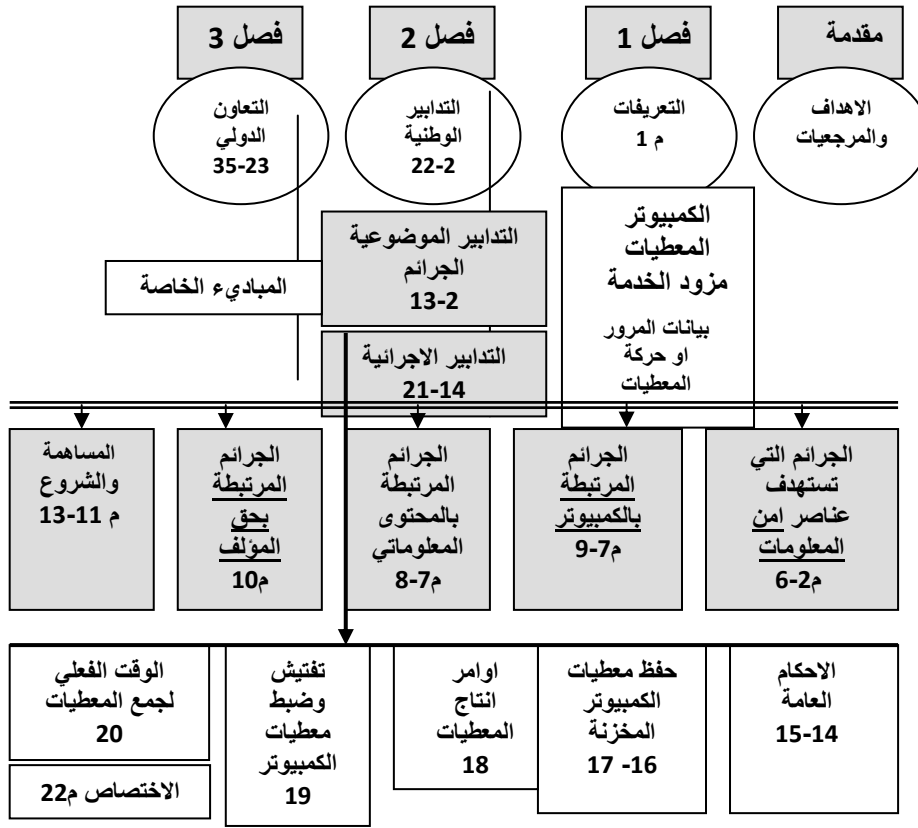 مقدمة
فصل 1
فصل 2
فصل 3
الاهداف
والمرجعيات
التعريفات
م 1
التدابير
الوطنية
22-2
التعاون
الدولي
35-23
الكمبيوتر
المعطيات
مزود الخدمة
بيانات المرور
او حركة
المعطيات
التدابير الموضوعية
الجرائم
13-2
المباديء الخاصة
التدابير الاجرائية
21-14
الجرائم التي
تستهدف
عناصر امن
المعلومات
م2-6
الجرائم
المرتبطة
بالكمبيوتر
م7-9
الجرائم
المرتبطة
بالمحتوى
المعلوماتي
م7-8
الجرائم
المرتبطة
بحق
المؤلف
م10
المساهمة
والشروع
م 11-13
الاحكام
العامة
15-14
حفظ معطيات
الكمبيوتر
المخزنة
16- 17
اوامر
انتاج
المعطيات
18
تفتيش
وضبط
معطيات
الكمبيوتر
19
الوقت الفعلي
لجمع المعطيات
20
الاختصاص م22